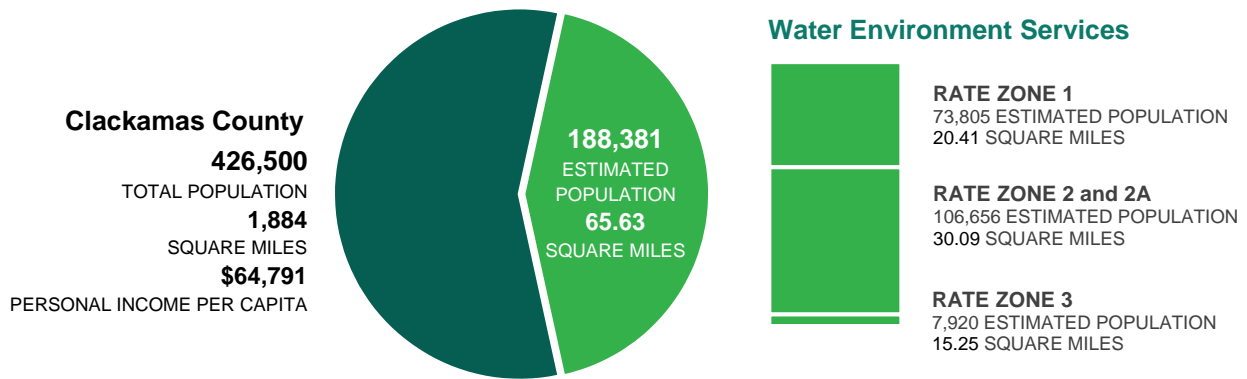 Clackamas County
426,500
TOTAL POPULATION
1,884
SQUARE MILES
$64,791
PERSONAL INCOME PER CAPITA
188,381
ESTIMATED
POPULATION
65.63
SQUARE MILES
Water Environment Services
RATE ZONE 1
73,805 ESTIMATED POPULATION
20.41 SQUARE MILES
RATE ZONE 2 and 2A
106,656 ESTIMATED POPULATION
30.09 SQUARE MILES
RATE ZONE 3
7,920 ESTIMATED POPULATION
15.25 SQUARE MILES